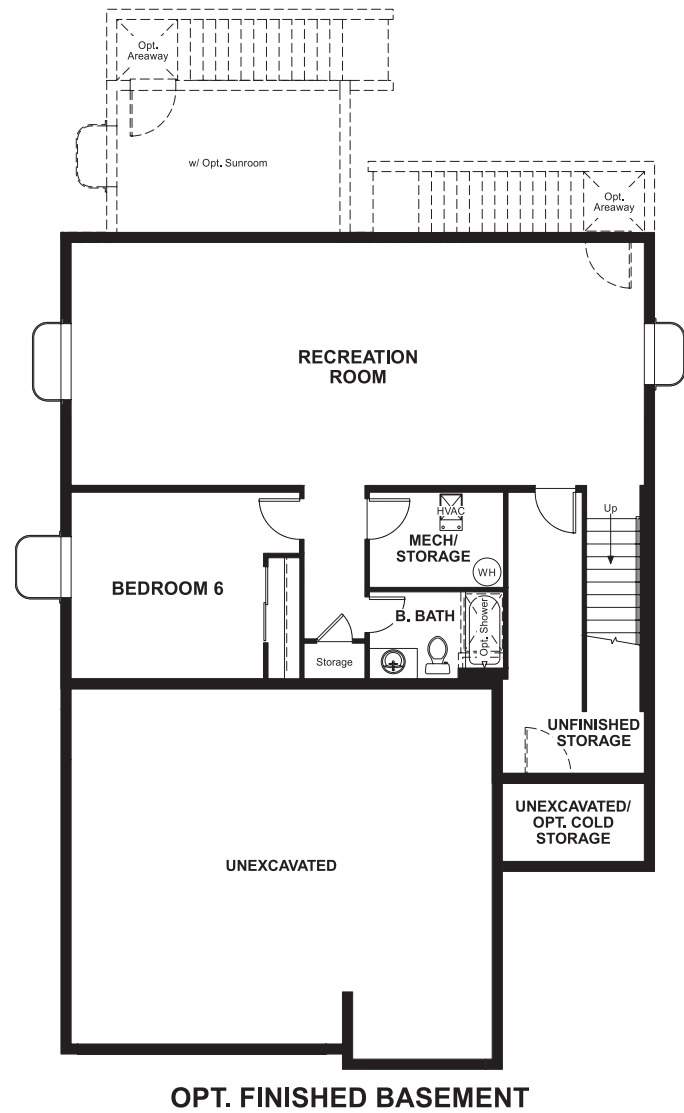 Opt.
Areaway
w/ Opt. Sunroom
Opt.
Areaway
RECREATION
ROOM
HVAC
Up
MECH/
STORAGE
WH
BEDROOM 6
B. BATH
Opt. Shower
Storage
UNFINISHED
STORAGE
UNEXCAVATED/
OPT. COLD
STORAGE
UNEXCAVATED
OPT. FINISHED BASEMENT